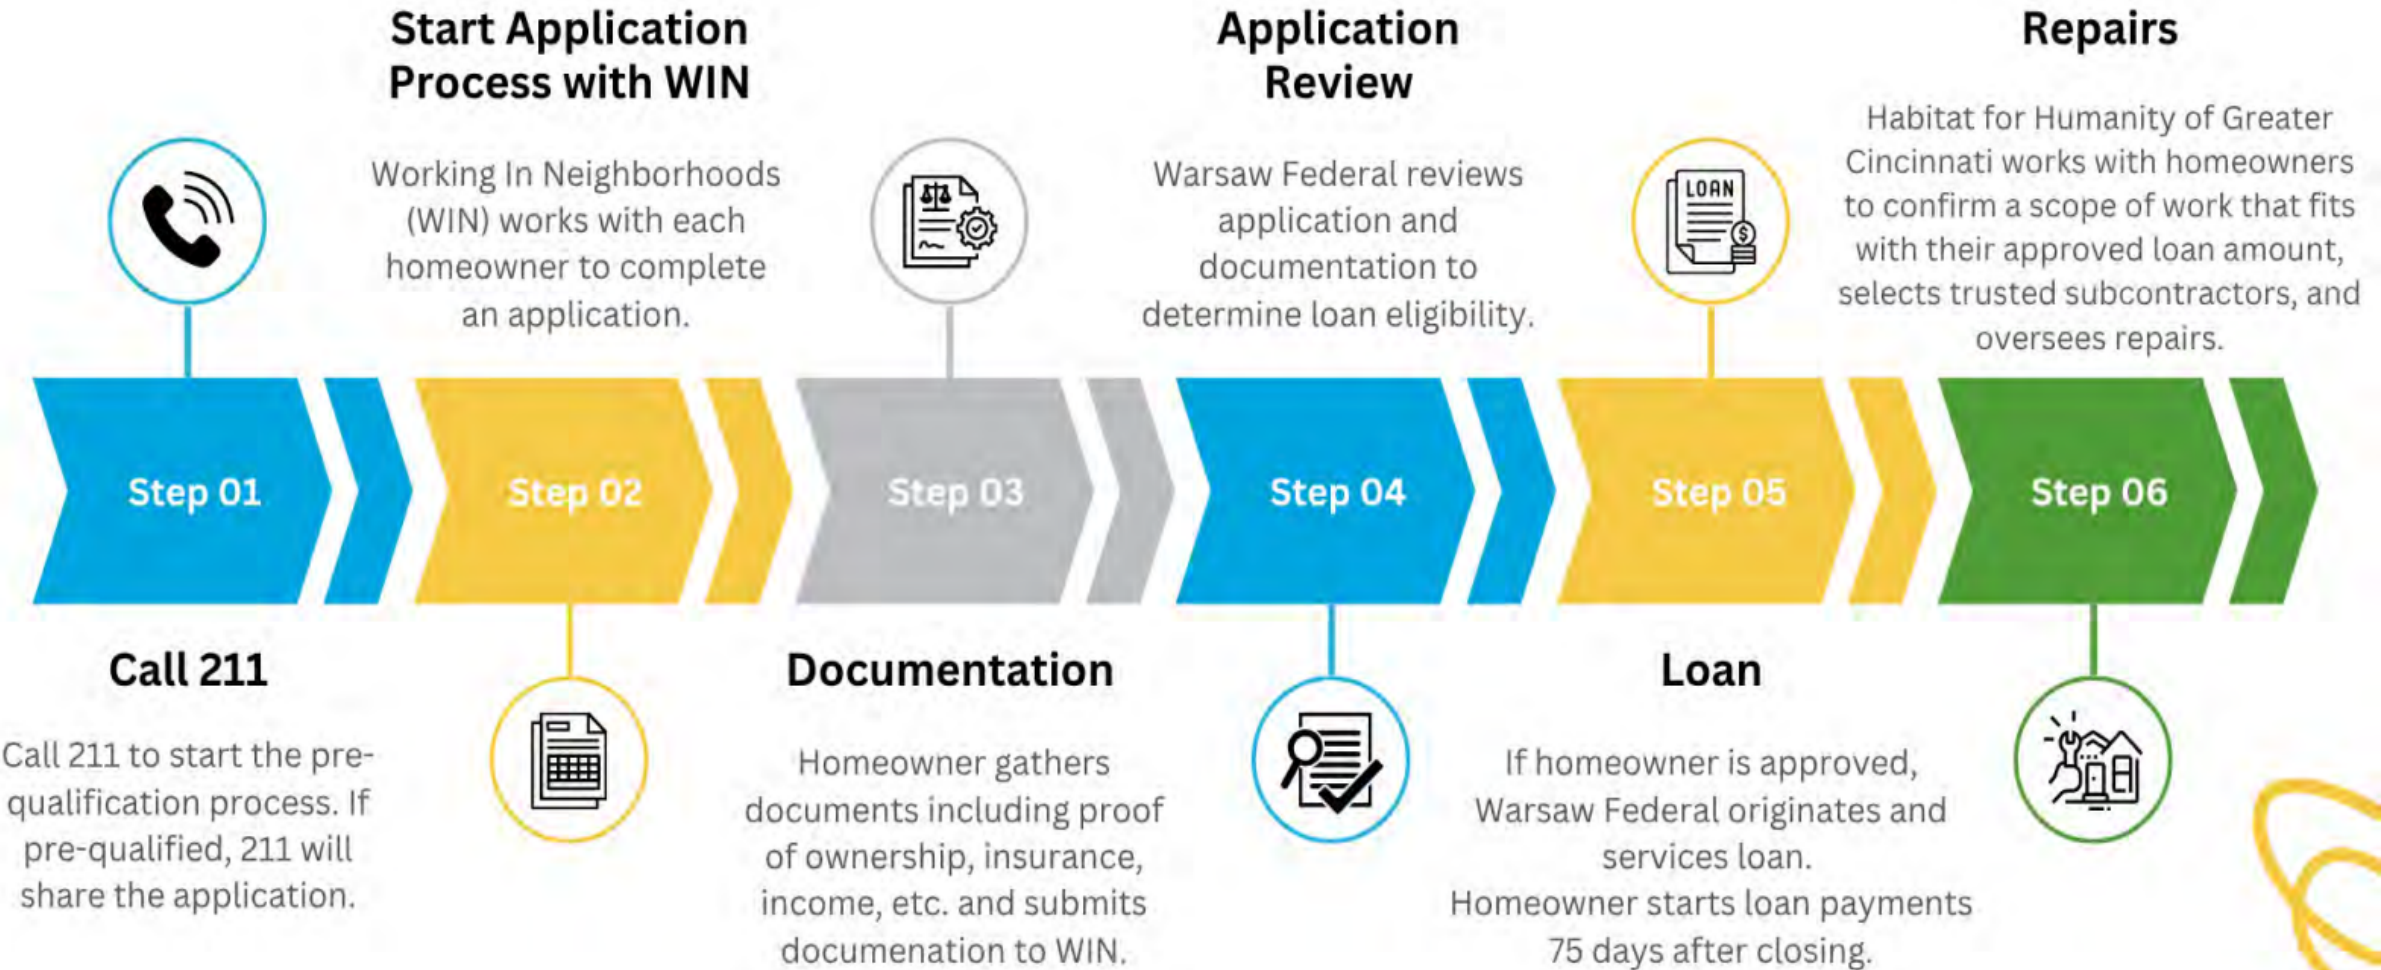 Start Application
Process with WIN
Working In Neighborhoods
(WIN) works with each
homeowner to complete
an application.
Application
Review
Warsaw Federal reviews
application and
documentation to
determine loan eligibility.
LOAN
$
Repairs
Habitat for Humanity of Greater
Cincinnati works with homeowners
to confirm a scope of work that fits
with their approved loan amount,
selects trusted subcontractors, and
oversees repairs.
Step 01
Step 02
Step 03
Step 04
Step 05
Step 06
Call 211
Call 211 to start the pre-
qualification process. If
pre-qualified, 211 will
share the application.
Documentation
Homeowner gathers
documents including proof
of ownership, insurance,
income, etc. and submits
documenation to WIN.
Loan
If homeowner is approved,
Warsaw Federal originates and
services loan.
Homeowner starts loan payments
75 days after closing.